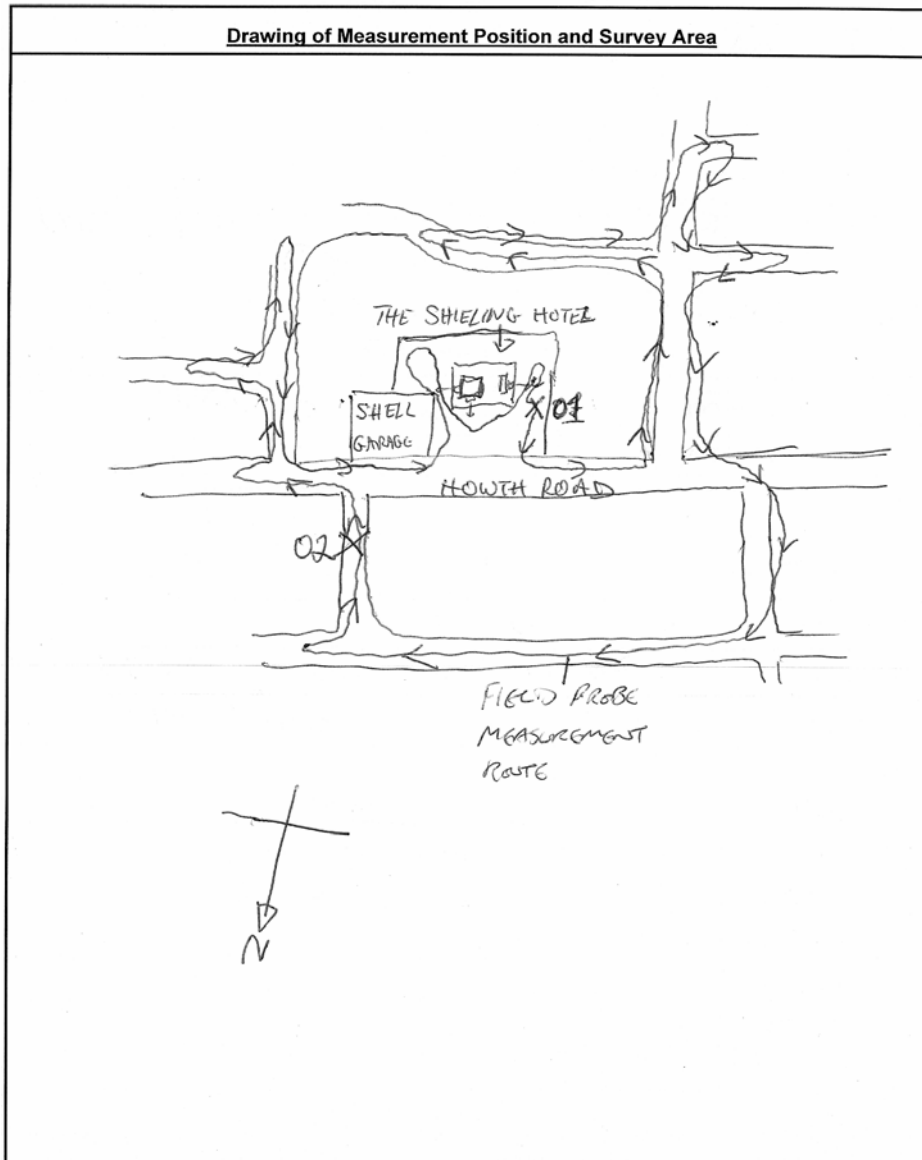 Drawing of Measurement Position and Survey Area
THE SHIELING HOTEL
SHELL
GARAGE
01
HOWTH ROAD
02
FIELD PROBE
MEASUREMENT
ROUTE
N